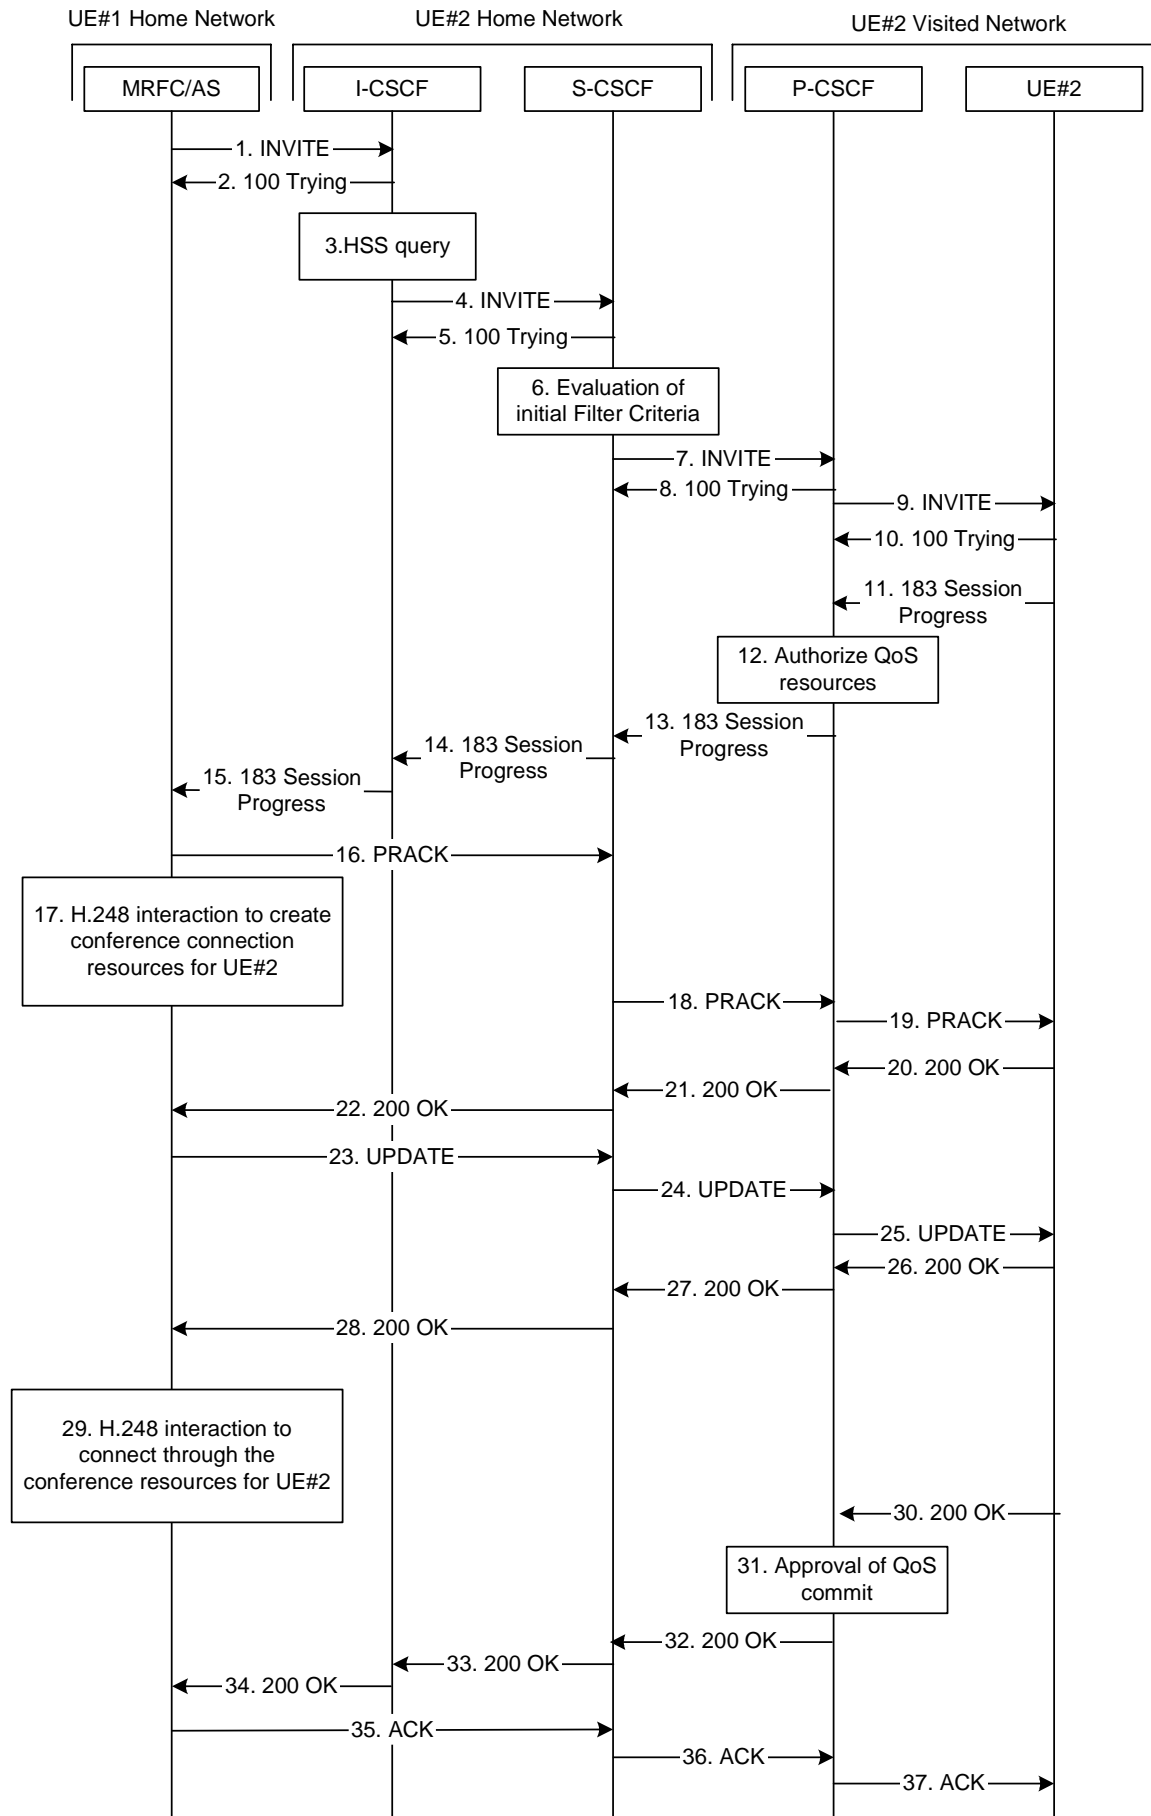 UE#1 Home Network
UE#2 Home Network
UE#2 Visited Network
MRFC/AS
I-CSCF
S-CSCF
P-CSCF
UE#2
1. INVITE
2. 100 Trying
3.HSS query
4. INVITE
5. 100 Trying
6. Evaluation of
initial Filter Criteria
7. INVITE
8. 100 Trying
9. INVITE
10. 100 Trying
11. 183 Session
Progress
12. Authorize QoS
resources
13. 183 Session
Progress
14. 183 Session
Progress
15. 183 Session
Progress
16. PRACK
17. H.248 interaction to create
conference connection
resources for UE#2
18. PRACK
19. PRACK
20. 200 OK
21. 200 OK
22. 200 OK
23. UPDATE
24. UPDATE
25. UPDATE
26. 200 OK
27. 200 OK
28. 200 OK
29. H.248 interaction to
connect through the
conference resources for UE#2
30. 200 OK
31. Approval of QoS
commit
32. 200 OK
33. 200 OK
34. 200 OK
35. ACK
36. ACK
37. ACK